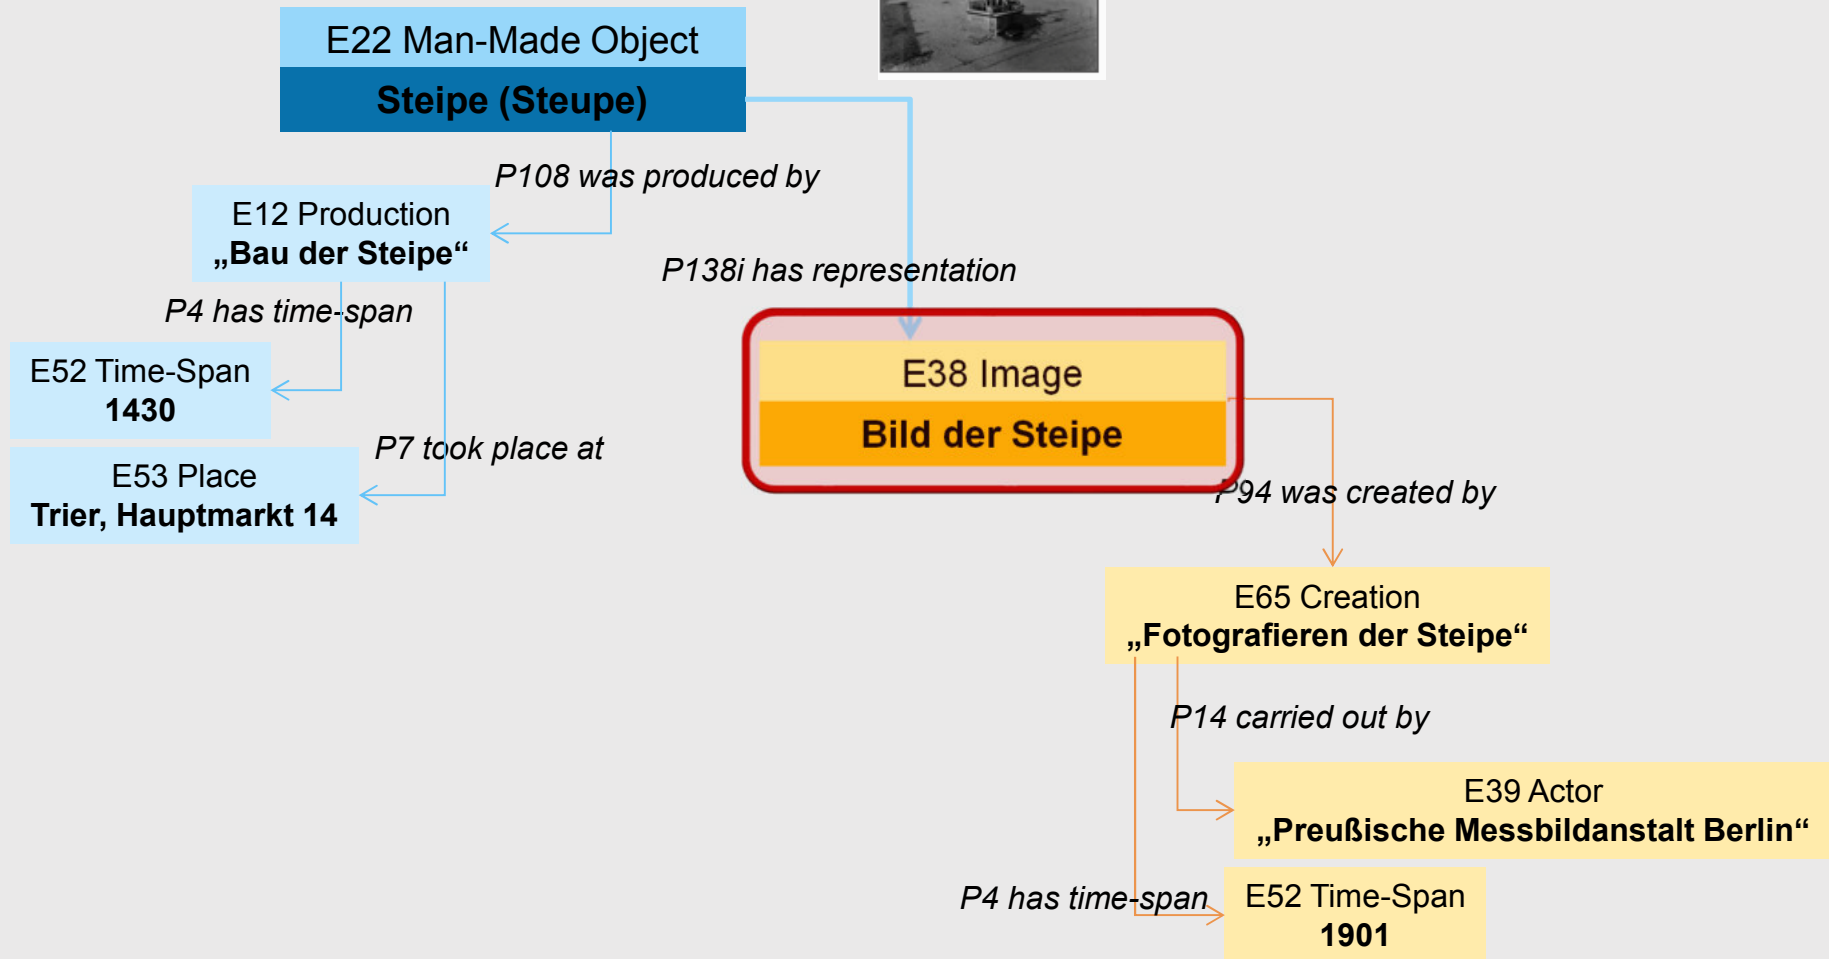 E22 Man-Made Object
Steipe (Steupe)
P108 was produced by
E12 Production
„Bau der Steipe“
P138i has representation
P4 has time-span
E52 Time-Span
1430
E38 Image
Bild der Steipe
P7 took place at
E53 Place
Trier, Hauptmarkt 14
P94 was created by
E65 Creation
„Fotografieren der Steipe“
P14 carried out by
E39 Actor
„Preußische Messbildanstalt Berlin“
P4 has time-span
E52 Time-Span
1901